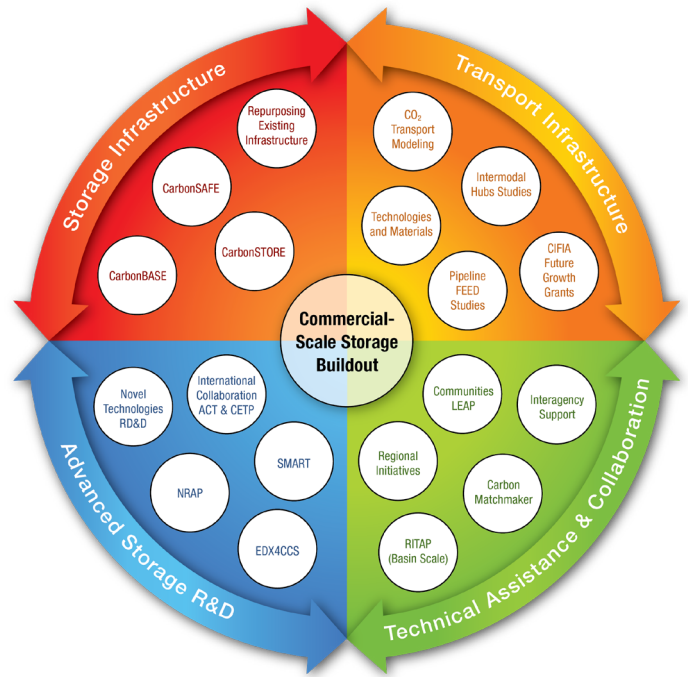 Storage Infrastructure
Repurposing
Existing
Infrastructure
CarbonSAFE
CarbonSTORE
CarbonBASE
Transport Infrastructure
CO₂
Transport
Modeling
Intermodal
Hubs Studies
Technologies
and Materials
CIFIA
Future
Growth
Grants
Pipeline
FEED
Studies
Commercial-
Scale Storage
Buildout
Advanced Storage R&D
Novel
Technologies
RD&D
International
Collaboration
ACT & CETP
SMART
NRAP
EDX4CCS
Technical Assistance & Collaboration
Communities
LEAP
Interagency
Support
Regional
Initiatives
Carbon
Matchmaker
RITAP
(Basin Scale)